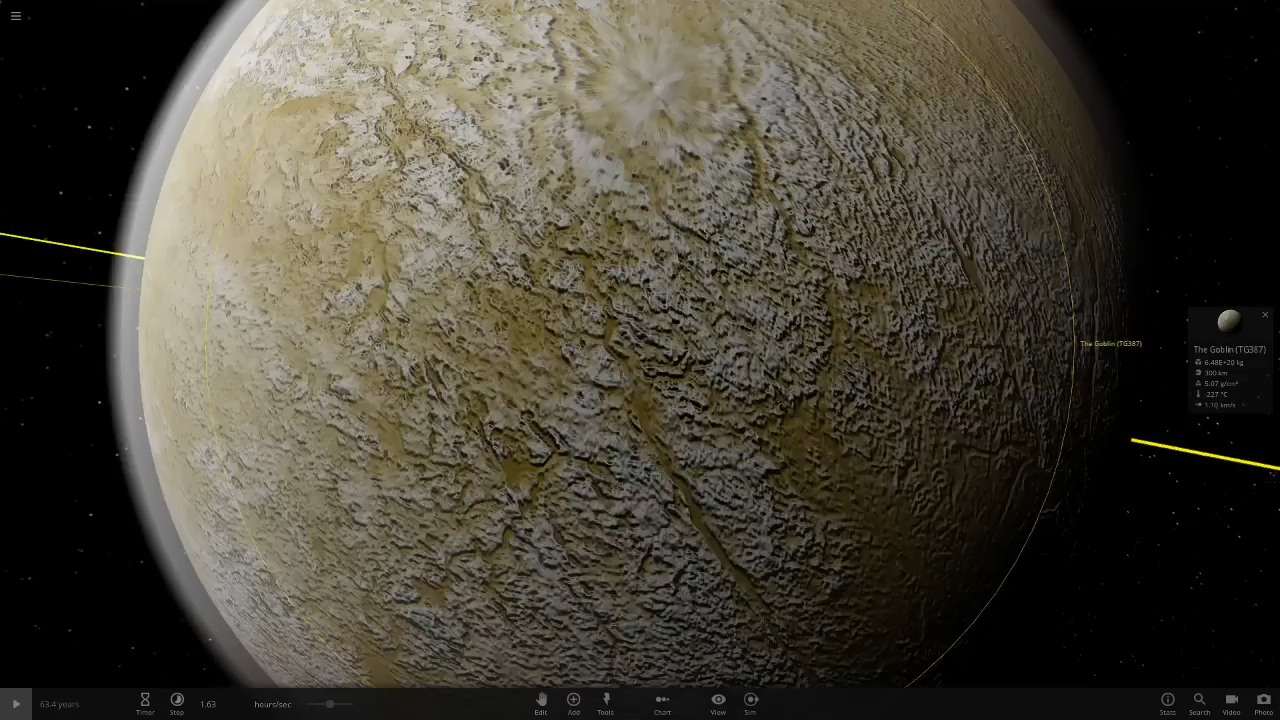 The Goblin (TG387)
The Goblin (TG387)
6.48E+20 kg
300 km
5.07 g/cm³
-227 °C
1.10 km/s
63.4 years
Timer
Step
1.63
hours/sec
Edit
Add
Tools
Chart
View
Sim
Stats
Search
Video
Photo